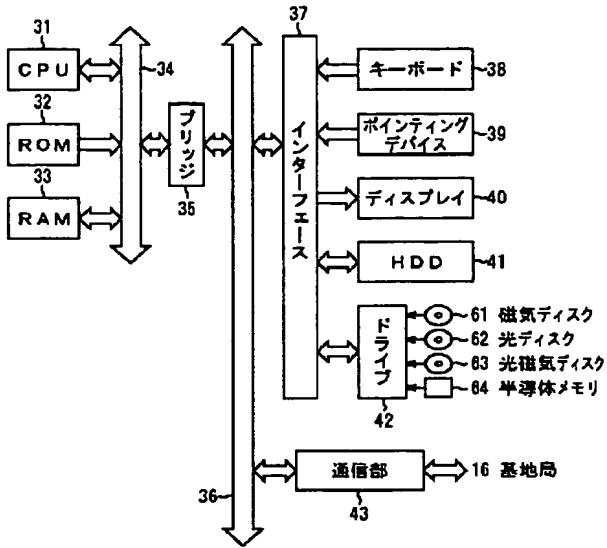 31
CPU
32
ROM
33
RAM
34
ブリッジ
35
36
37
インターフェース
キーボード
38
ポインティング
デバイス
39
ディスプレイ
40
HDD
41
ドライブ
42
61 磁気ディスク
62 光ディスク
63 光磁気ディスク
64 半導体メモリ
通信部
43
16 基地局